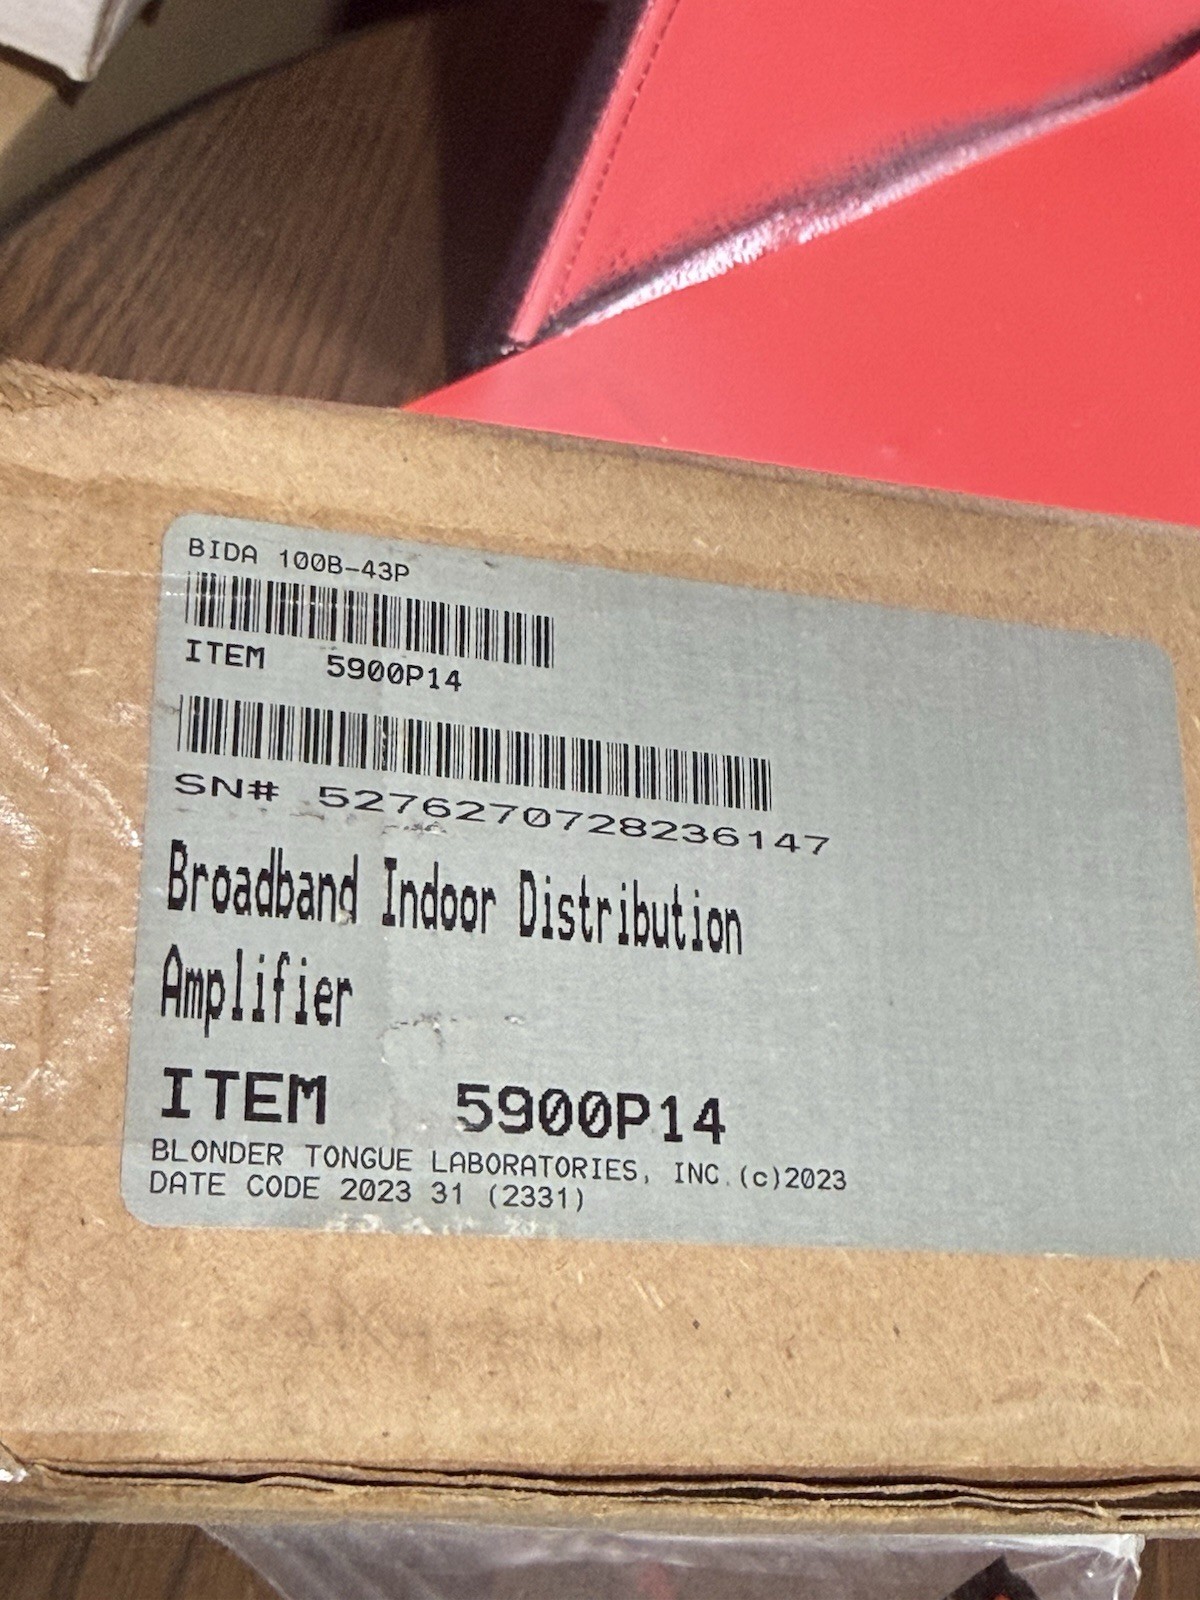 BIDA 100B-43P
ITEM 5900P14
SN# 5276270728236147
Broadband Indoor Distribution
Amplifier
ITEM 5900P14
BLONDER TONGUE LABORATORIES, INC.(c)2023
DATE CODE 2023 31 (2331)